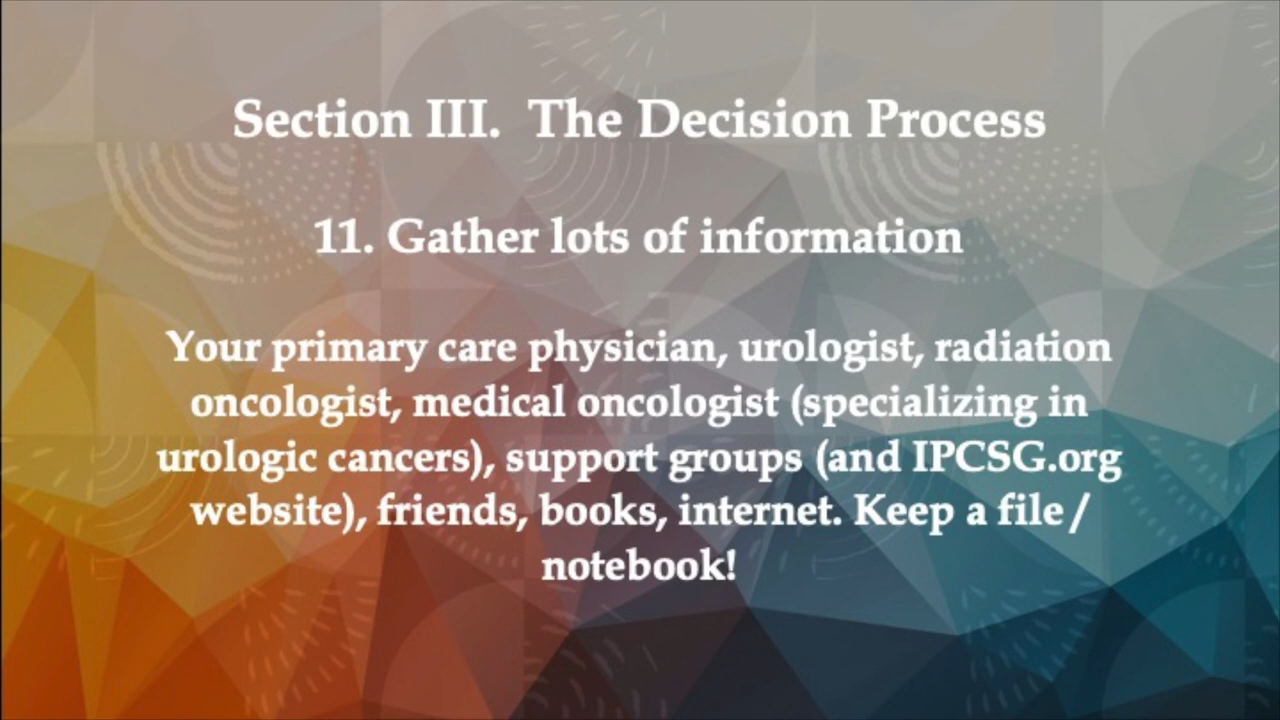 Section III.  The Decision Process
11. Gather lots of information
Your primary care physician, urologist, radiation
oncologist, medical oncologist (specializing in
urologic cancers), support groups (and IPCSG.org
website), friends, books, internet. Keep a file/
notebook!